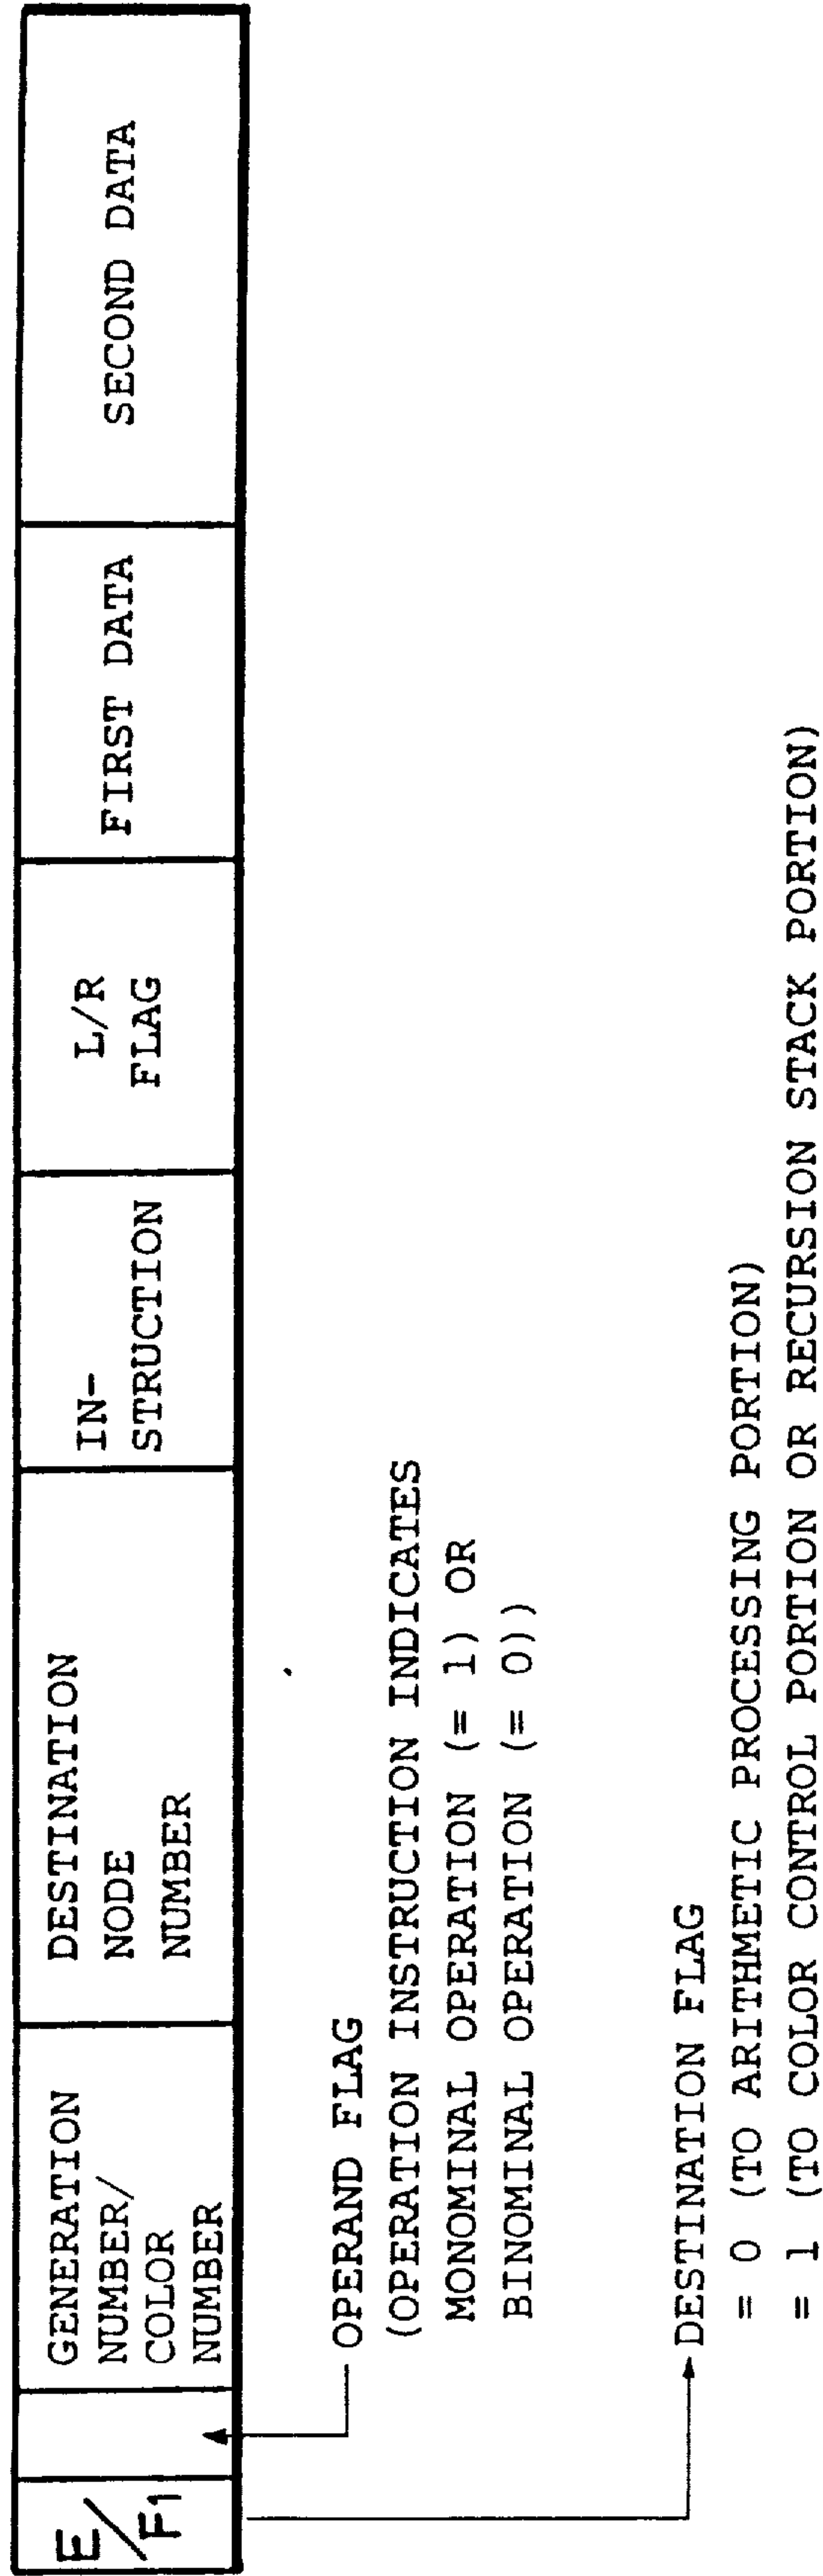 E/F1
GENERATION
NUMBER/
COLOR
NUMBER
DESTINATION
NODE
NUMBER
IN-
STRUCTION
L/R
FLAG
FIRST DATA
SECOND DATA
OPERAND FLAG
(OPERATION INSTRUCTION INDICATES
MONOMINAL OPERATION (= 1) OR
BINOMINAL OPERATION (= 0))
DESTINATION FLAG
= 0 (TO ARITHMETIC PROCESSING PORTION)
= 1 (TO COLOR CONTROL PORTION OR RECURSION STACK PORTION)